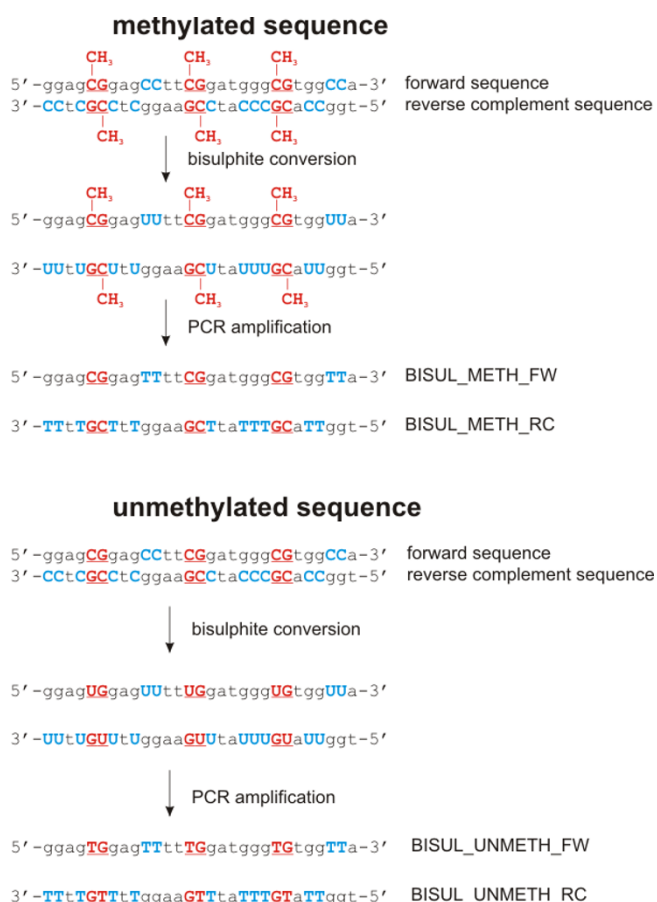 methylated sequence
CH3 CH3 CH3
5'-ggagCGgagCCttCGgatgggCGtggCCa-3' forward sequence
3'-CCtCGCCtCGgaaGCCtaCCCGCaCCggt-5' reverse complement sequence
CH3 CH3 CH3
bisulphite conversion
CH3 CH3 CH3
5'-ggagCGgagUUttCGgatgggCGtggUUa-3'
3'-UUtUGCUtUggaaGCUtaUUUGCaUUggt-5'
CH3 CH3 CH3
PCR amplification
5'-ggagCGgagTTttCGgatgggCGtggTTa-3' BISUL_METH_FW
3'-TTtTGCTtTggaaGCTtaTTTGCaTTggt-5' BISUL_METH_RC
unmethylated sequence
5'-ggagCGgagCCttCGgatgggCGtggCCa-3' forward sequence
3'-CCtCGCCtCggaaGCCtaCCCGCaCCggt-5' reverse complement sequence
bisulphite conversion
5'-ggagUGgagUUttUGgatgggUGtggUUa-3'
3'-UUtUGUUtUggaaGUUtaUUUGUaUUggt-5'
PCR amplification
5'-ggagTGgagTTttTGgatgggTGtggTTa-3' BISUL_UNMETH_FW
3'-TTtTGTTtTggaaGTTtaTTTGTaTTggt-5' BISUL_UNMETH_RC